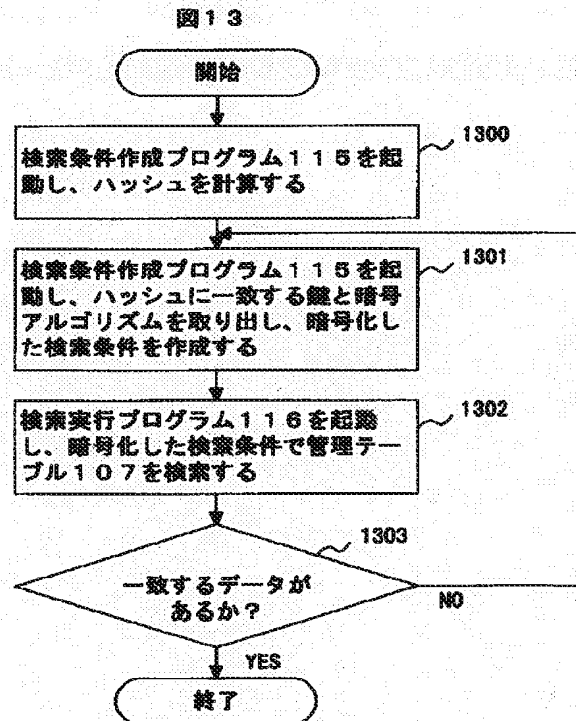 図13
開始
検索条件作成プログラム115を起
動し、ハッシュを計算する
1300
検索条件作成プログラム115を起
動し、ハッシュに一致する鍵と暗号
アルゴリズムを取り出し、暗号化し
た検索条件を作成する
1301
検索実行プログラム116を起動
し、暗号化した検索条件で管理テー
ブル107を検索する
1302
1303
一致するデータが
あるか?
NO
YES
終了